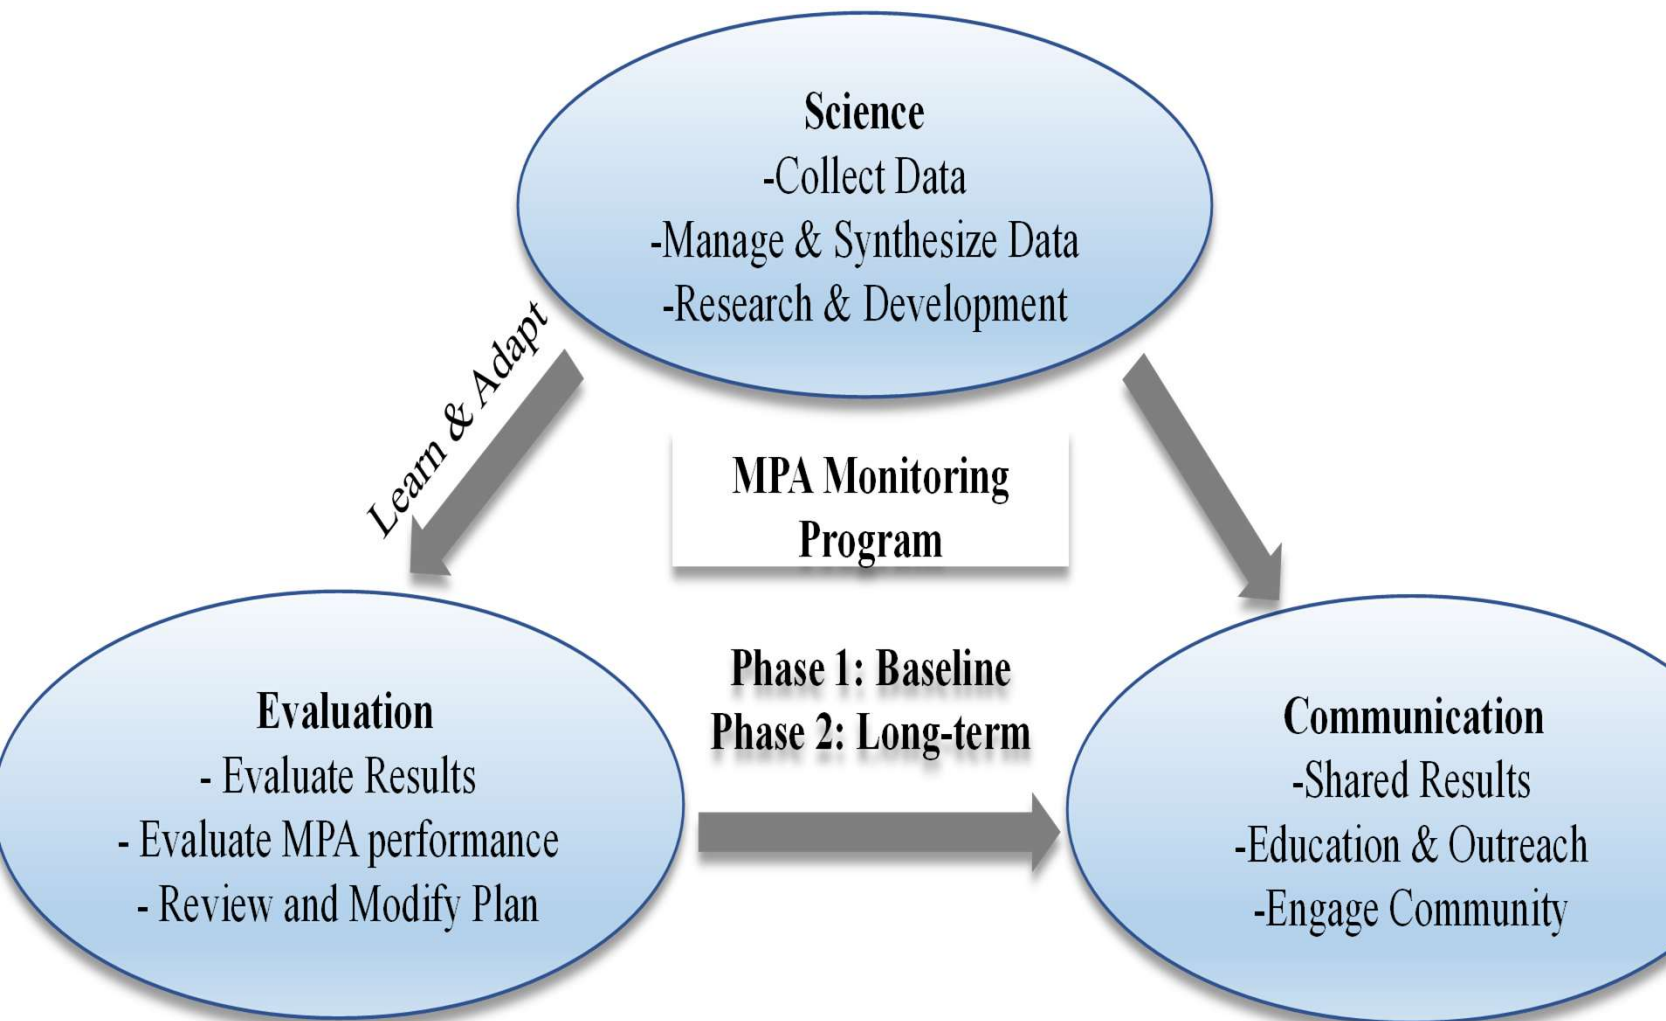 Science
-Collect Data
-Manage & Synthesize Data
-Research & Development
Learn & Adapt
MPA Monitoring
Program
Phase 1: Baseline
Phase 2: Long-term
Evaluation
- Evaluate Results
- Evaluate MPA performance
- Review and Modify Plan
Communication
-Shared Results
-Education & Outreach
-Engage Community